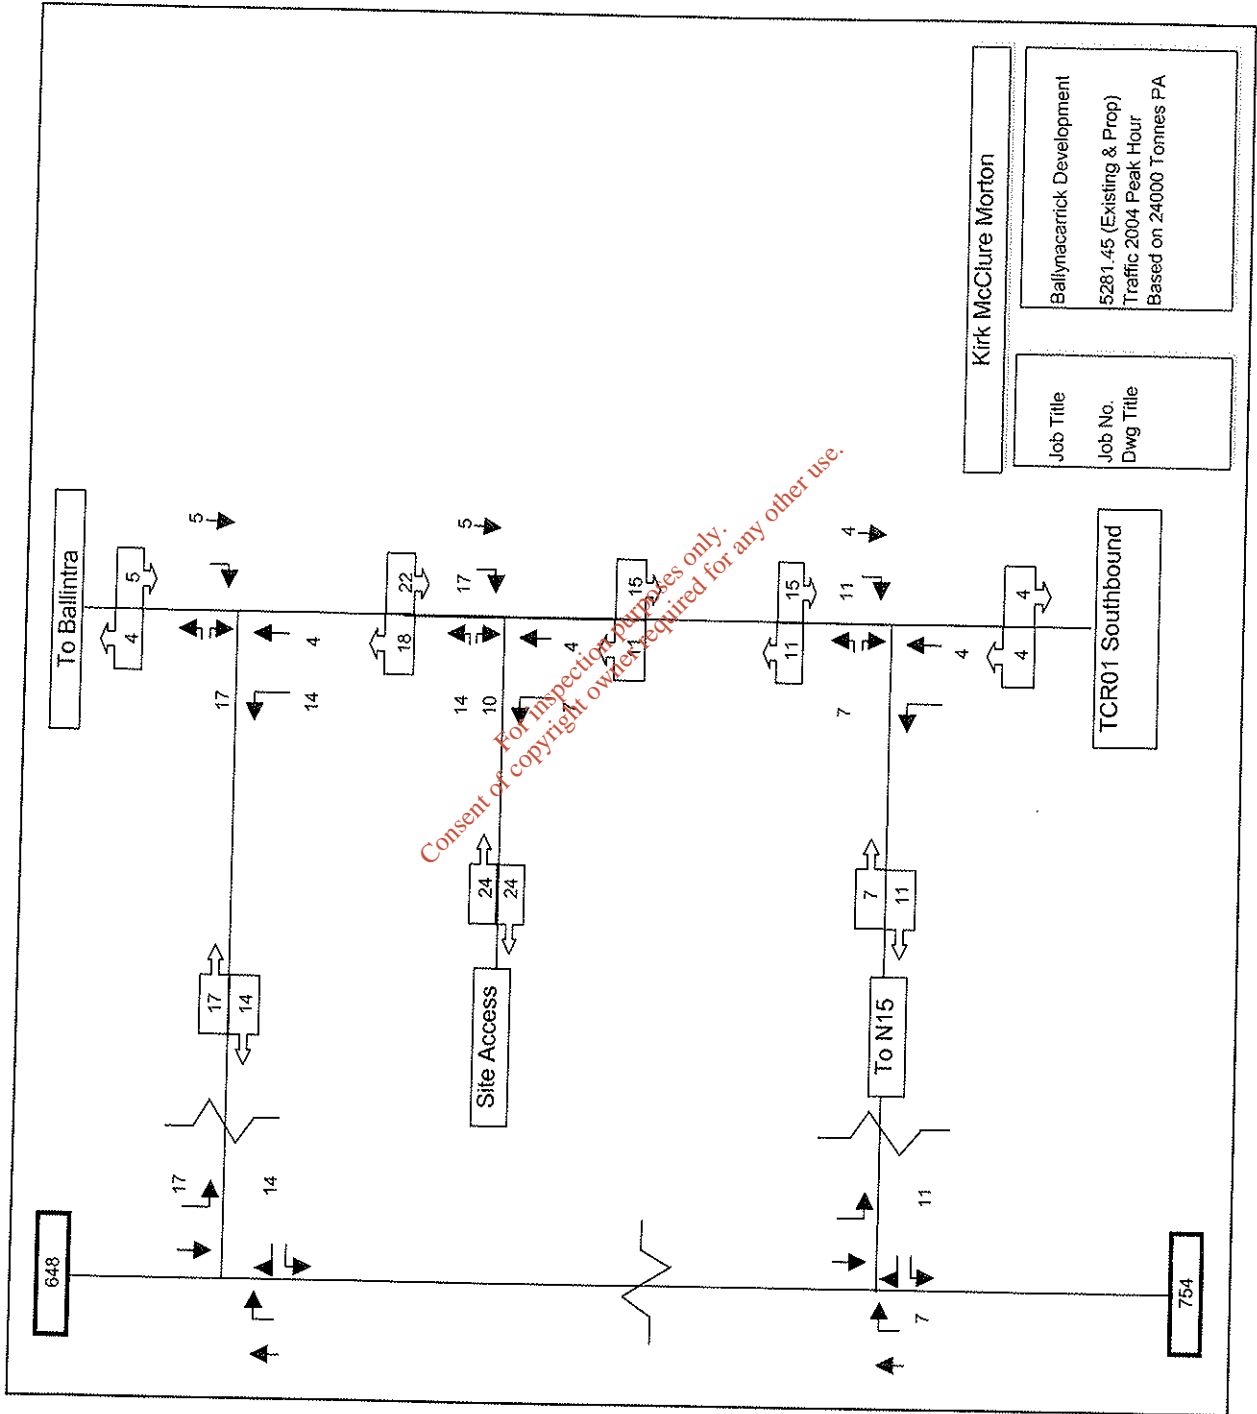 To Ballintra
4
5
5
17
4
14
17
14
18
22
5
17
14
10
4
7
24
24
Site Access
11
15
11
15
4
11
7
4
7
11
To N15
4
4
TCR01 Southbound
648
17
14
11
7
754
Kirk McClure Morton
Job Title
Ballynacarrick Development
Job No.
5281.45 (Existing & Prop)
Dwg Title
Traffic 2004 Peak Hour
Based on 24000 Tonnes PA
For inspection purposes only.
Consent of copyright owner required for any other use.